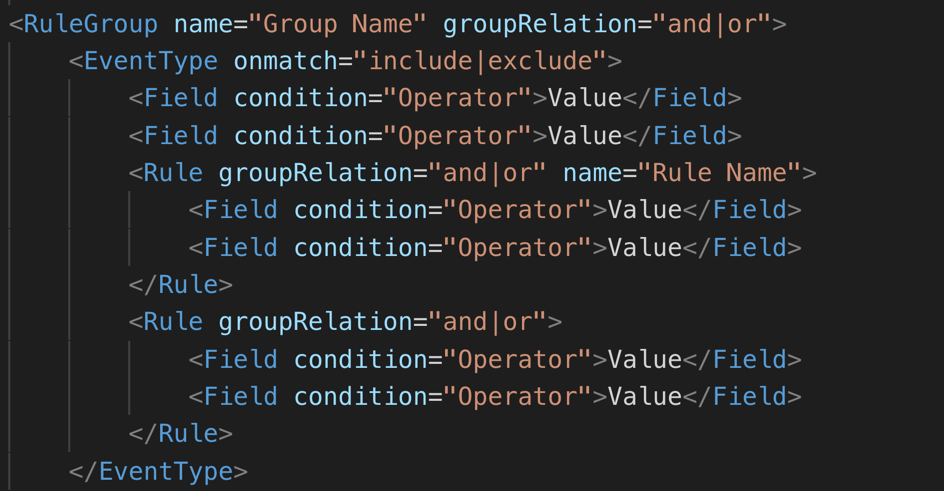 <RuleGroup name="Group Name" groupRelation="and|or">
<EventType onmatch="include|exclude">
<Field condition="Operator">Value</Field>
<Field condition="Operator">Value</Field>
<Rule groupRelation="and|or" name="Rule Name">
<Field condition="Operator">Value</Field>
<Field condition="Operator">Value</Field>
</Rule>
<Rule groupRelation="and|or">
<Field condition="Operator">Value</Field>
<Field condition="Operator">Value</Field>
</Rule>
</EventType>